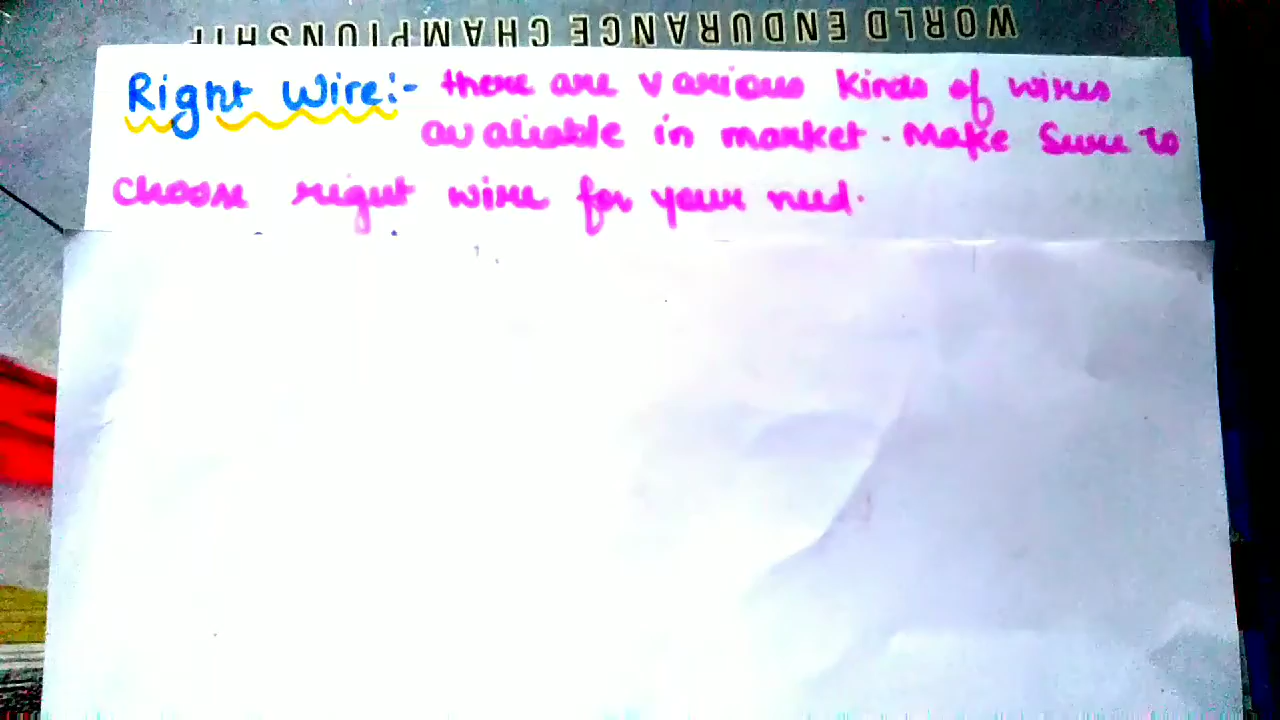 WORLD ENDURANCE CHAMPIONSHIP
Right Wire:- there are various kinds of wires
avaliable in market. Make Sure to
choose right wire for your need.